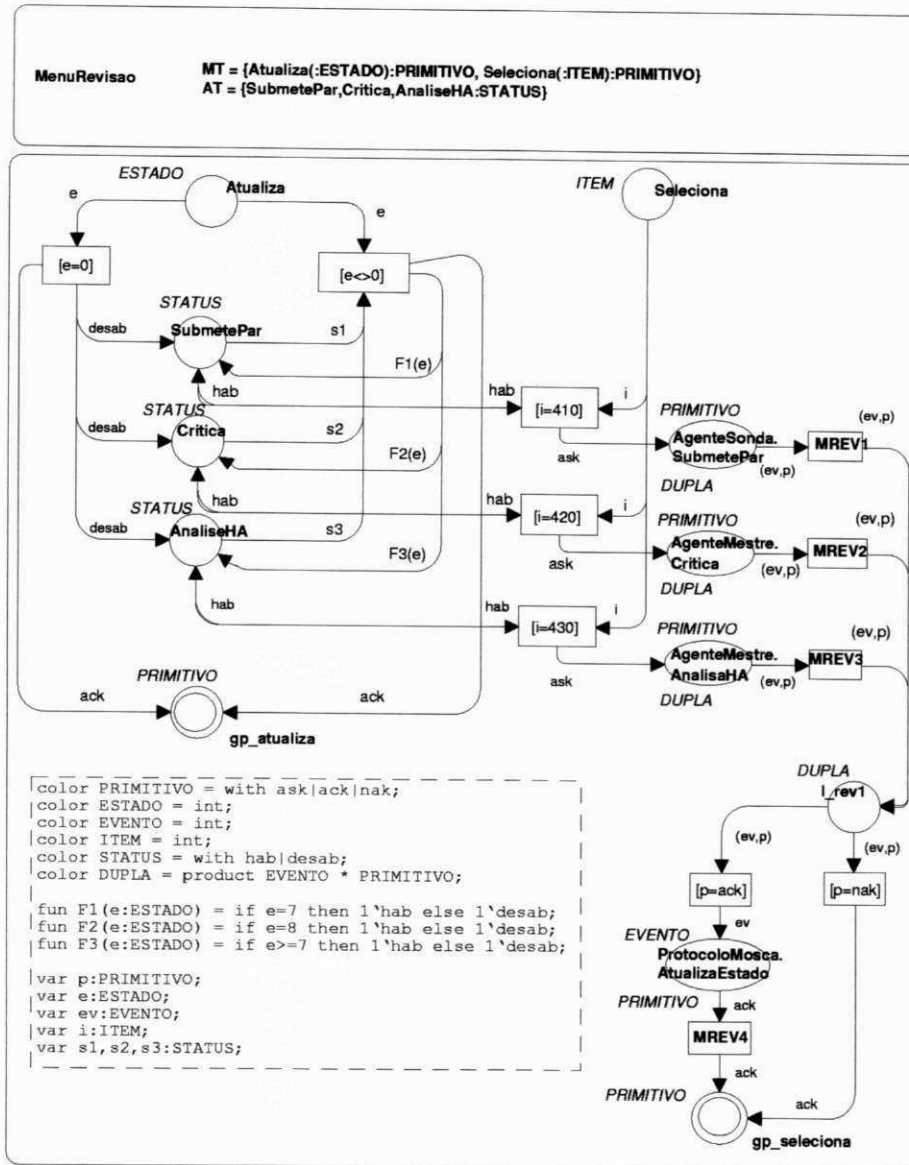 MenuRevisao
MT = {Atualiza(:ESTADO):PRIMITIVO, Seleciona(:ITEM):PRIMITIVO}
AT = {SubmetePar,Critica,AnaliseHA:STATUS}
ESTADO
Atualiza
ITEM
Seleciona
e
e
[e=0]
[e<>0]
STATUS
desab
SubmetePar
s1
F1(e)
hab
hab
[i=410]
i
PRIMITIVO
(ev,p)
STATUS
desab
Critica
s2
ask
AgenteSonda.
SubmetePar
(ev,p)
MREV1
F2(e)
DUPLA
hab
hab
[i=420]
i
PRIMITIVO
(ev,p)
STATUS
desab
AnaliseHA
s3
ask
AgenteMestre.
Critica
(ev,p)
MREV2
F3(e)
DUPLA
hab
hab
[i=430]
i
PRIMITIVO
(ev,p)
ask
AgenteMestre.
AnalisaHA
(ev,p)
MREV3
DUPLA
PRIMITIVO
ack
ack
gp_atualiza
DUPLA
I_rev1
(ev,p)
(ev,p)
[p=ack]
[p=nak]
ev
EVENTO
ProtocoloMosca.
AtualizaEstado
PRIMITIVO
ack
MREV4
ack
PRIMITIVO
ack
gp_seleciona
color PRIMITIVO = with ask|ack|nak;
color ESTADO = int;
color EVENTO = int;
color ITEM = int;
color STATUS = with hab|desab;
color DUPLA = product EVENTO * PRIMITIVO;
fun F1(e:ESTADO) = if e=7 then 1`hab else 1`desab;
fun F2(e:ESTADO) = if e=8 then 1`hab else 1`desab;
fun F3(e:ESTADO) = if e>=7 then 1`hab else 1`desab;
var p:PRIMITIVO;
var e:ESTADO;
var ev:EVENTO;
var i:ITEM;
var s1,s2,s3:STATUS;